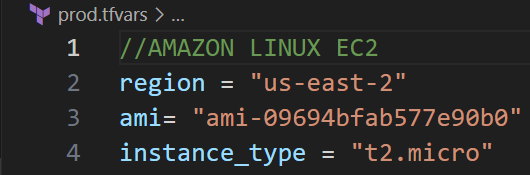 prod.tfvars > ...
1 //AMAZON LINUX EC2
2 region = "us-east-2"
3 ami= "ami-09694bfab577e90b0"
4 instance_type = "t2.micro"